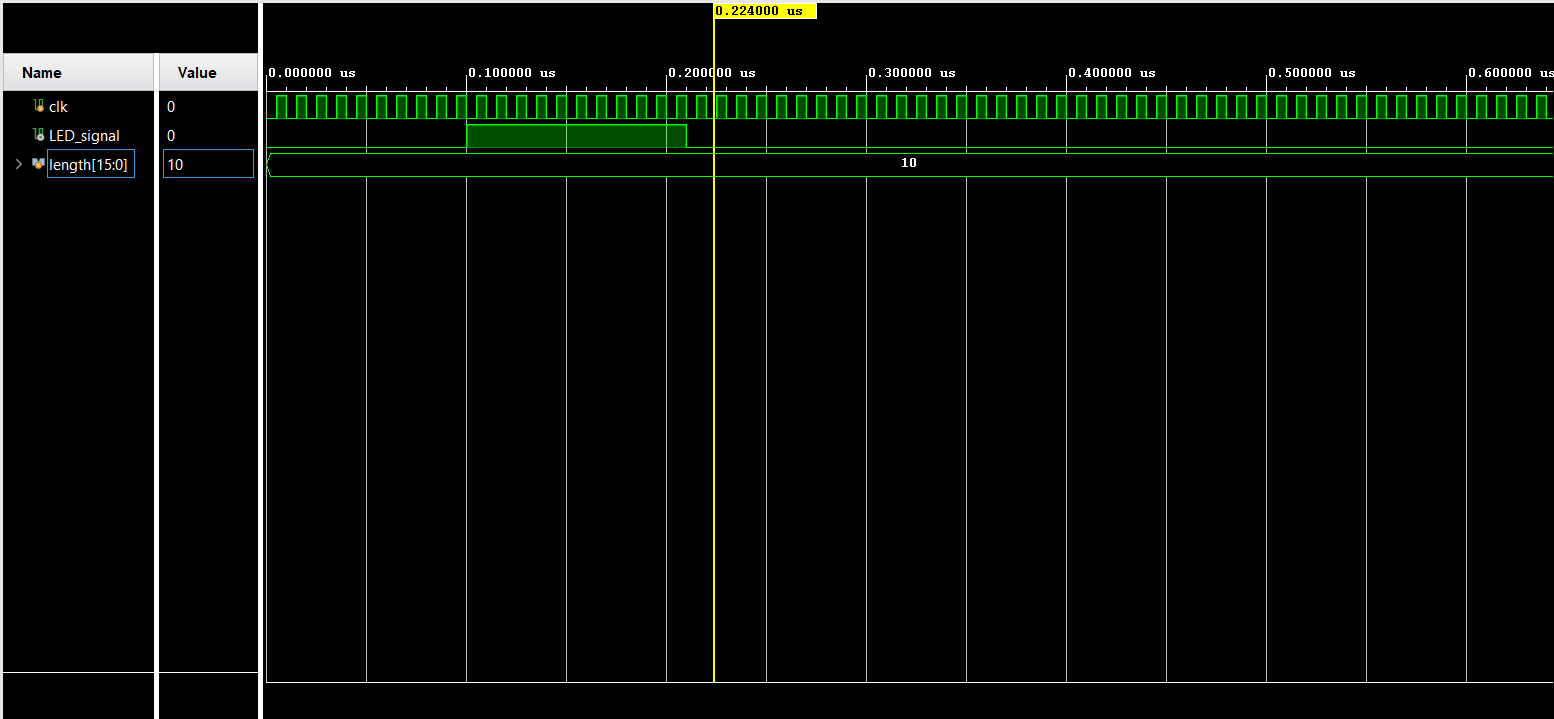 0.224000 us
Name Value
0.000000 us 0.100000 us 0.200000 us 0.300000 us 0.400000 us 0.500000 us 0.600000 us
clk 0
LED_signal 0
length[15:0] 10 10